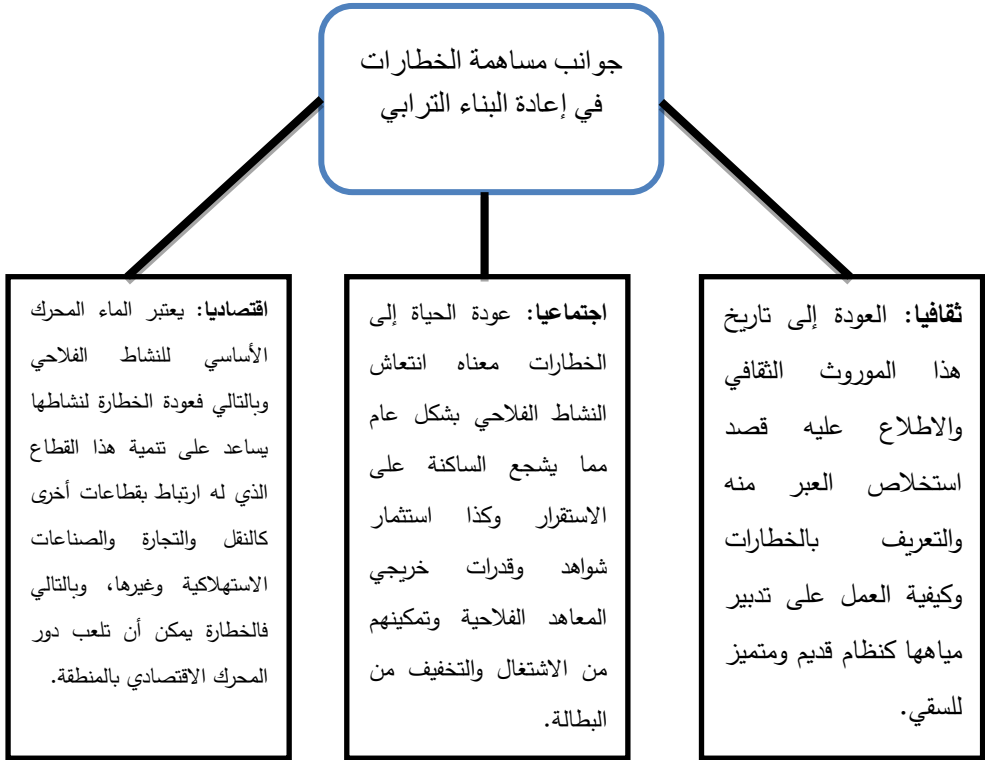 جوانب مساهمة الخطارات
في إعادة البناء الترابي
ثقافيا: العودة إلى تاريخ
هذا الموروث الثقافي
والاطلاع عليه قصد
استخلاص العبر منه
والتعريف بالخطارات
وكيفية العمل على تدبير
مياهها كنظام قديم ومتميز
للسقي.
اجتماعيا: عودة الحياة إلى
الخطارات معناه انتعاش
النشاط الفلاحي بشكل عام
مما يشجع الساكنة على
الاستقرار وكذا استثمار
شواهد وقدرات خريجي
المعاهد الفلاحية وتمكينهم
من الاشتغال والتخفيف من
البطالة.
اقتصاديا: يعتبر الماء المحرك
الأساسي للنشاط الفلاحي
وبالتالي فعودة الخطارة لنشاطها
يساعد على تنمية هذا القطاع
الذي له ارتباط بقطاعات أخرى
كالنقل والتجارة والصناعات
الاستهلاكية وغيرها، وبالتالي
فالخطارة يمكن أن تلعب دور
المحرك الاقتصادي بالمنطقة.